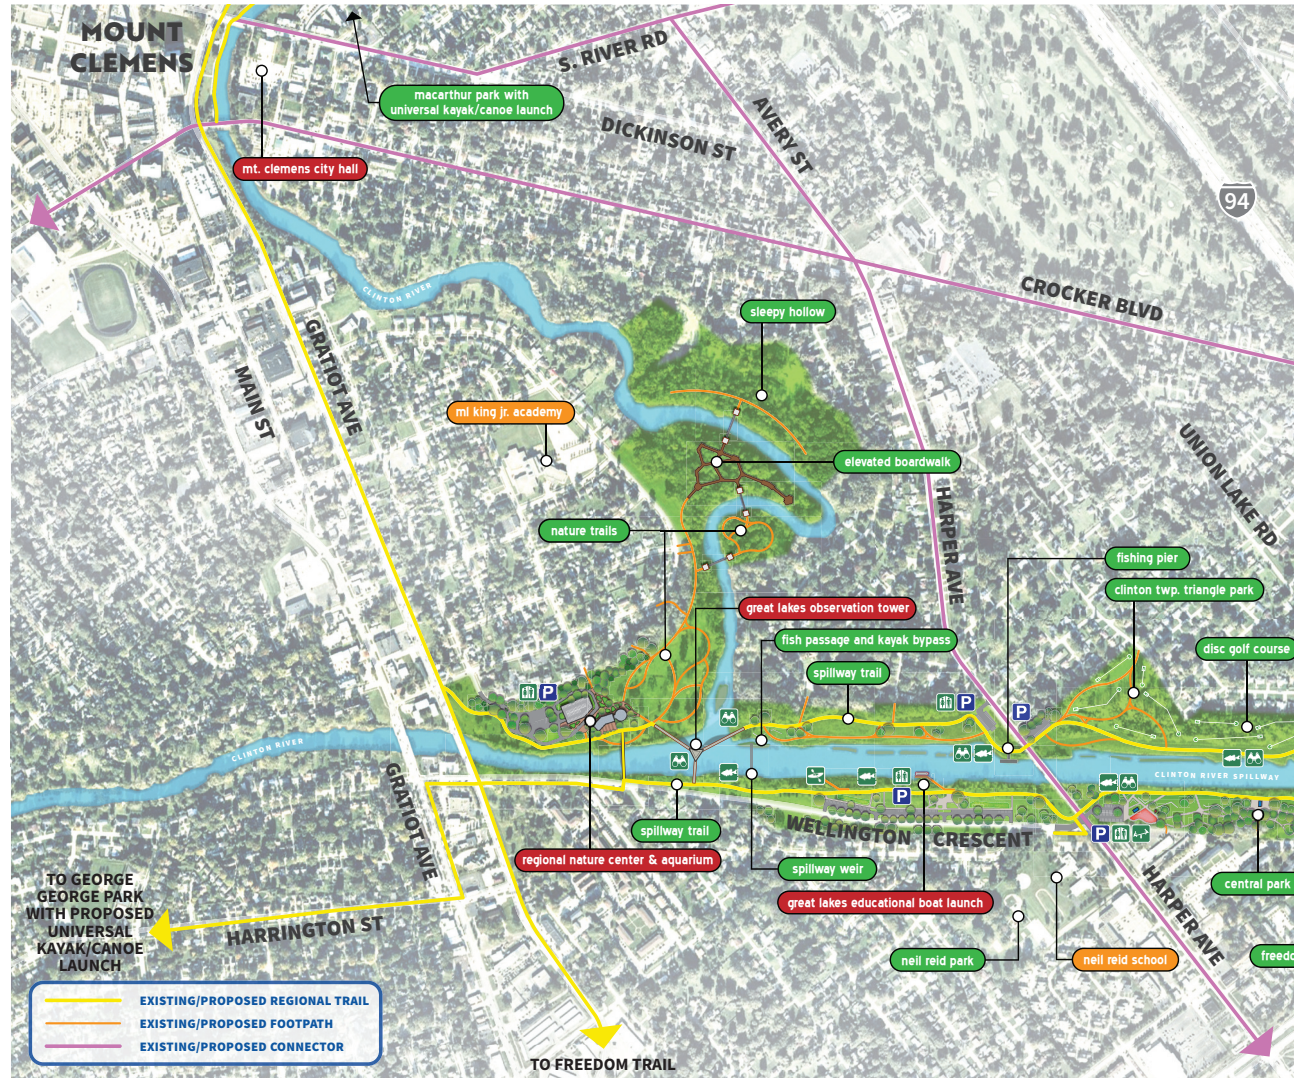 MOUNT
CLEMENS
S. RIVER RD
macarthur park with
universal kayak/canoe launch
AVERY ST
DICKINSON ST
mt. clemens city hall
94
CLINTON RIVER
CROCKER BLVD
sleepy hollow
GRATIOT AVE
MAIN ST
ml king jr. academy
UNION LAKE RD
elevated boardwalk
HARPER AVE
nature trails
fishing pier
clinton twp. triangle park
great lakes observation tower
fish passage and kayak bypass
disc golf course
spillway trail
P
P
P
CLINTON RIVER
CLINTON RIVER SPILLWAY
GRATIOT AVE
P
spillway trail
WELLINGTON CRESCENT
P
regional nature center & aquarium
spillway weir
HARPER AVE
central park
great lakes educational boat launch
TO GEORGE
GEORGE PARK
WITH PROPOSED
UNIVERSAL
KAYAK/CANOE
LAUNCH
HARRINGTON ST
neil reid park
neil reid school
freedo
EXISTING/PROPOSED REGIONAL TRAIL
EXISTING/PROPOSED FOOTPATH
EXISTING/PROPOSED CONNECTOR
TO FREEDOM TRAIL